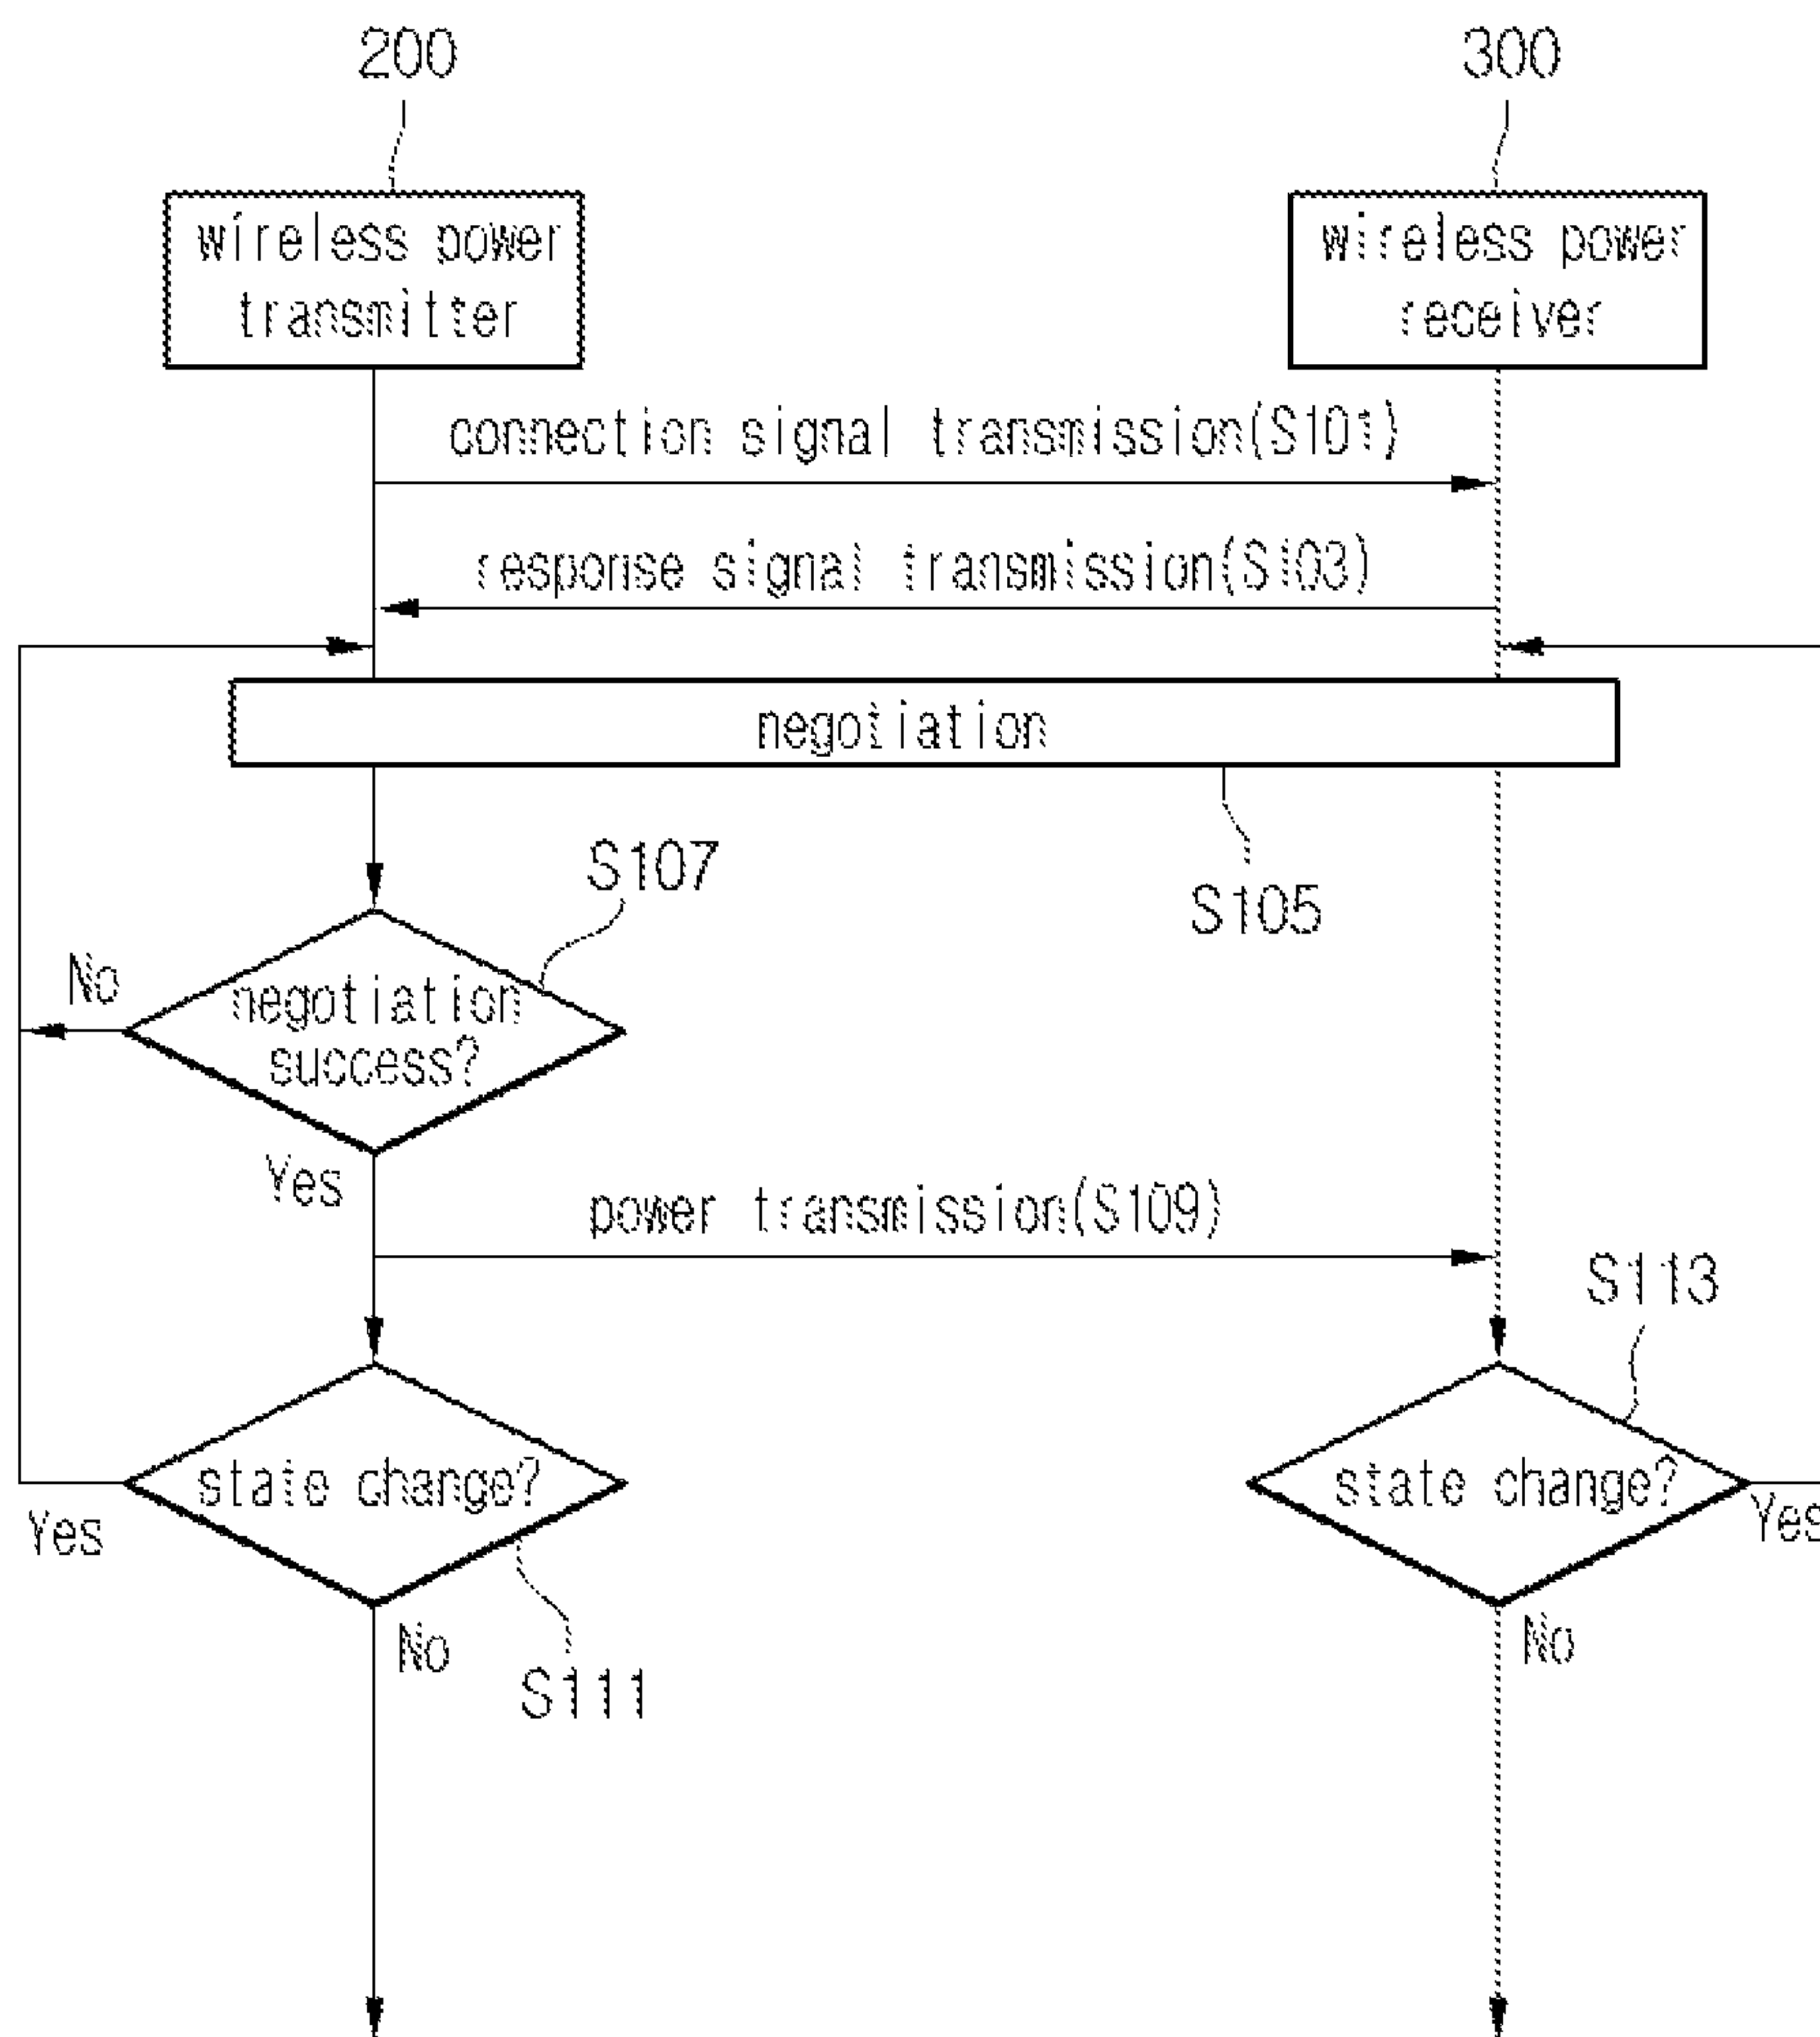 200
300
wireless power
transmitter
wireless power
receiver
connection signal transmission(S101)
response signal transmission(S103)
negotiation
S105
S107
No
negotiation
success?
Yes
power transmission(S109)
S113
state change?
Yes
No
S111
state change?
Yes
No